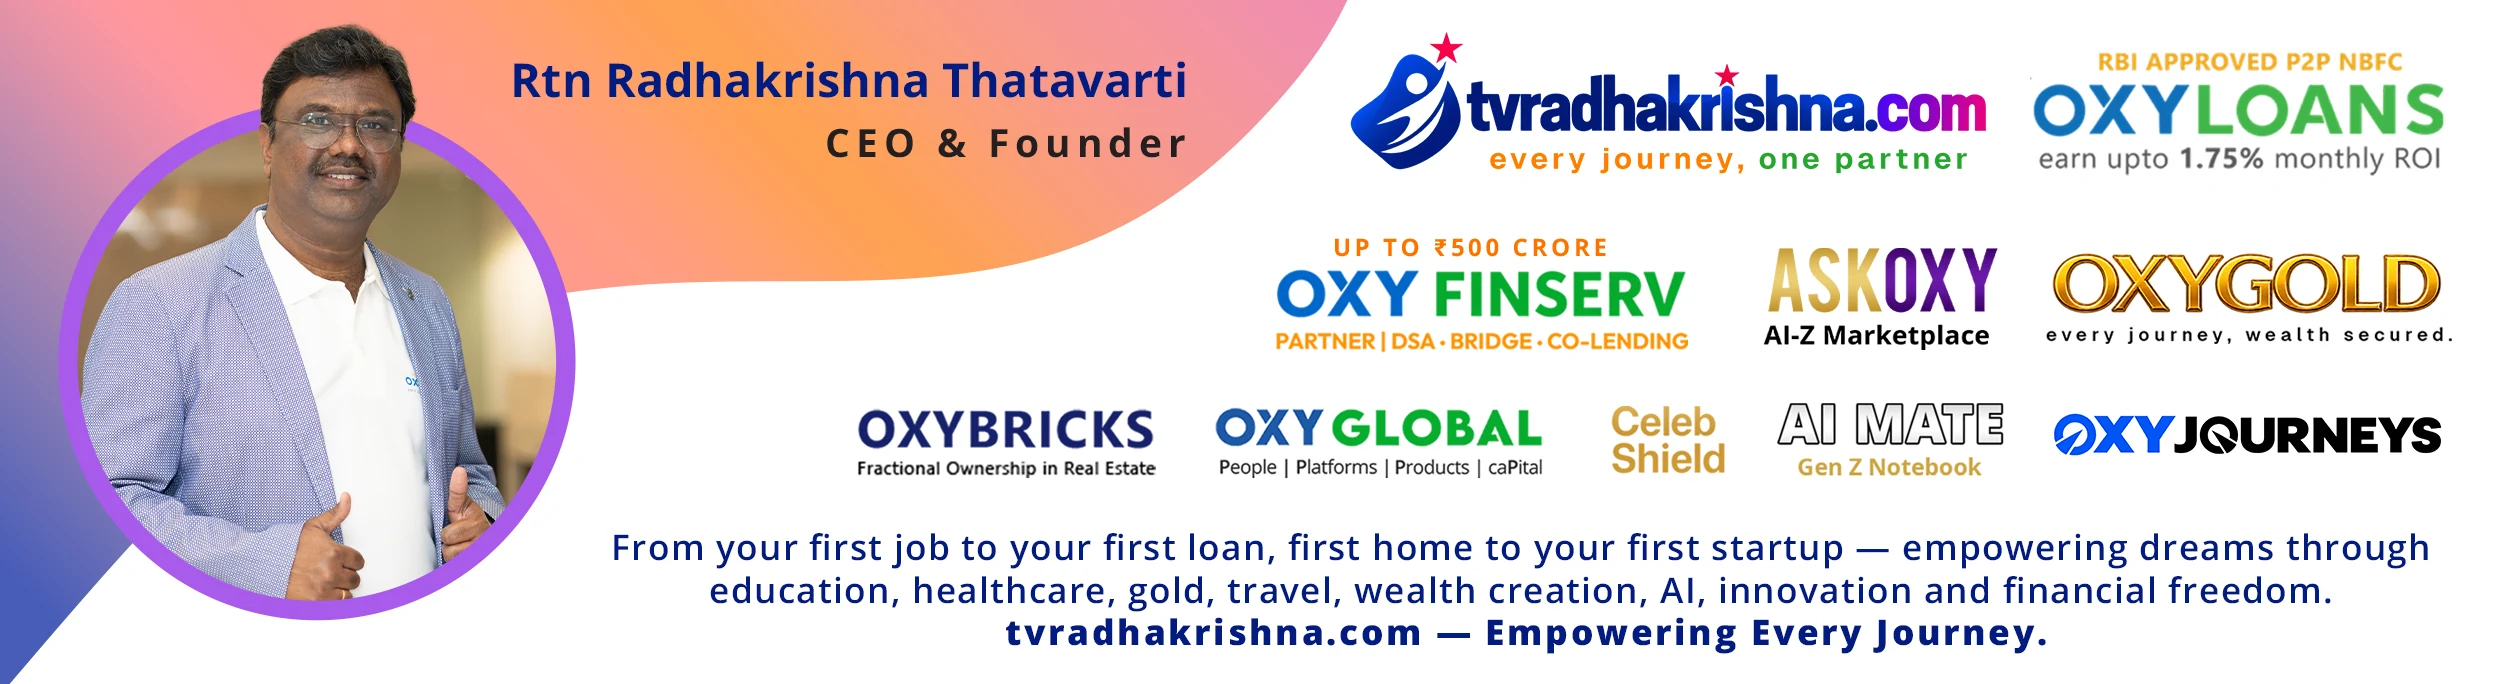 Rtn Radhakrishna Thatavarti
CEO & Founder
tvradhakrishna.com
every journey, one partner
RBI APPROVED P2P NBFC
OXYLOANS
earn upto 1.75% monthly ROI
UP TO ₹500 CRORE
OXY FINSERV
PARTNER | DSA • BRIDGE • CO-LENDING
ASKOXY
AI-Z Marketplace
OXYGOLD
every journey, wealth secured.
OXYBRICKS
Fractional Ownership in Real Estate
OXY GLOBAL
People | Platforms | Products | caPital
Celeb
Shield
AI MATE
Gen Z Notebook
OXYJOURNEYS
From your first job to your first loan, first home to your first startup — empowering dreams through
education, healthcare, gold, travel, wealth creation, AI, innovation and financial freedom.
tvradhakrishna.com — Empowering Every Journey.